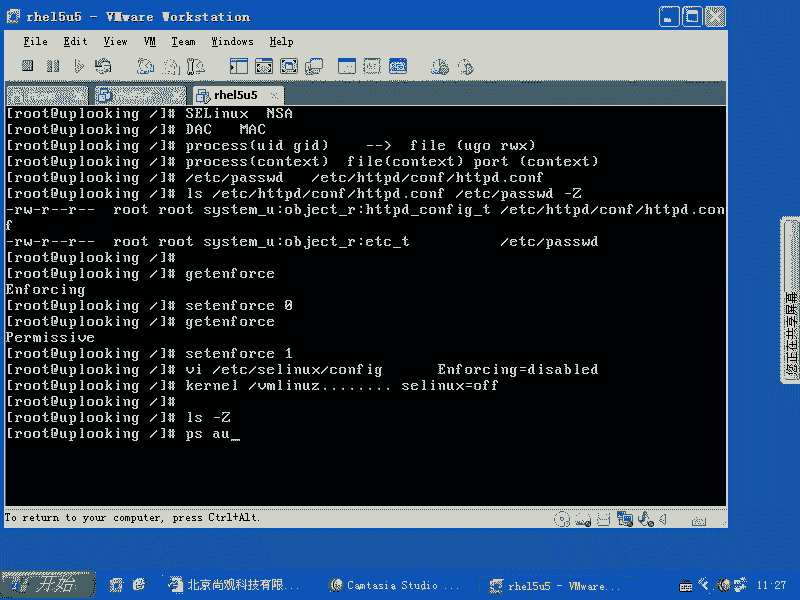 rhel5u5 - VMware Workstation
File Edit View VM Team Windows Help
rhel5u5
[root@uplooking /]# SELinux  NSA
[root@uplooking /]# DAC   MAC
[root@uplooking /]# process(uid gid)    -->  file (ugo rwx)
[root@uplooking /]# process(context)  file(context) port (context)
[root@uplooking /]# /etc/passwd   /etc/httpd/conf/httpd.conf
[root@uplooking /]# ls /etc/httpd/conf/httpd.conf /etc/passwd -Z
-rw-r--r--  root root system_u:object_r:httpd_config_t /etc/httpd/conf/httpd.con
f
-rw-r--r--  root root system_u:object_r:etc_t          /etc/passwd
[root@uplooking /]#
[root@uplooking /]# getenforce
Enforcing
[root@uplooking /]# setenforce 0
[root@uplooking /]# getenforce
Permissive
[root@uplooking /]# setenforce 1
[root@uplooking /]# vi /etc/selinux/config      Enforcing=disabled
[root@uplooking /]# kernel /vmlinuz........ selinux=off
[root@uplooking /]#
[root@uplooking /]# ls -Z
[root@uplooking /]# ps au_
To return to your computer, press Ctrl+Alt.
您正在共享屏幕
开始
北京尚观科技有限...
Camtasia Studio ...
rhel5u5 - VMware...
11:27